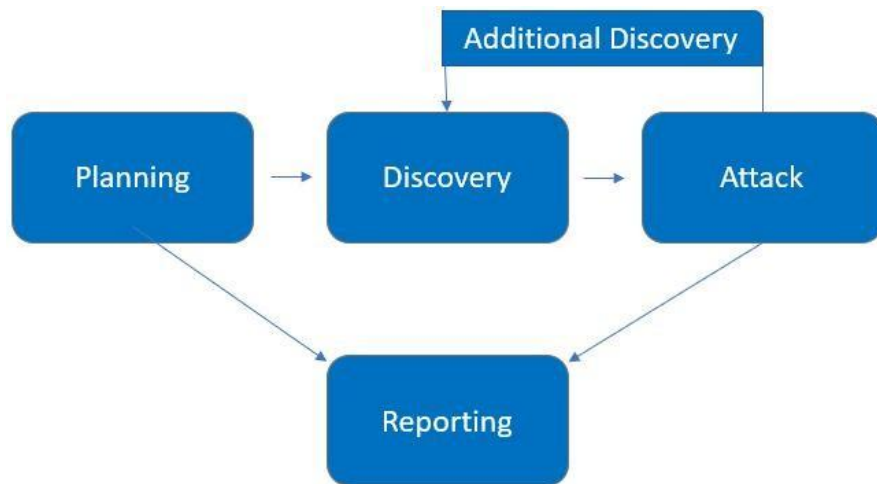 Additional Discovery
Planning
Discovery
Attack
Reporting